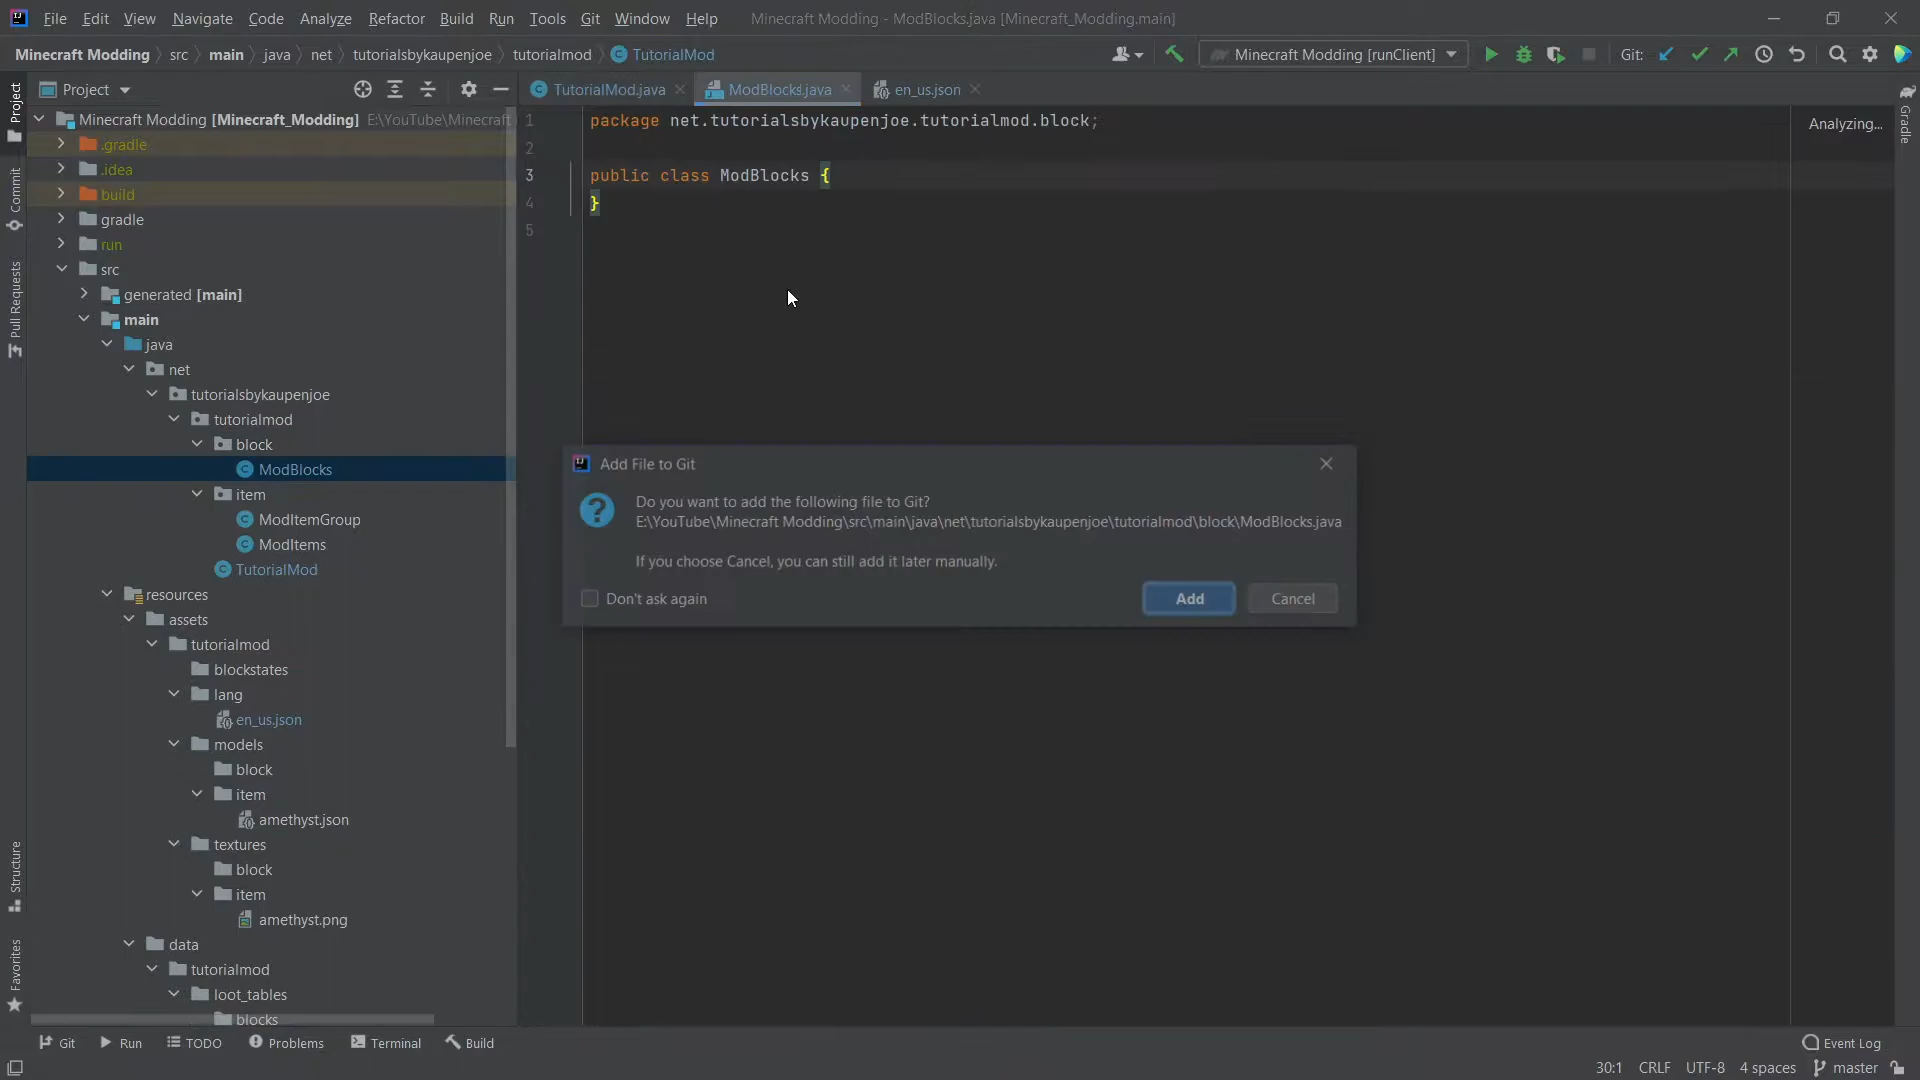 File Edit View Navigate Code Analyze Refactor Build Run Tools Git Window Help Minecraft Modding - ModBlocks.java [Minecraft_Modding.main]
Minecraft Modding src main java net tutorialsbykaupenjoe tutorialmod TutorialMod Minecraft Modding [runClient] Git:
Project
TutorialMod.java ModBlocks.java en_us.json
Minecraft Modding [Minecraft_Modding] E:\YouTube\Minecraft
.gradle
.idea
build
gradle
run
src
generated [main]
main
java
net
tutorialsbykaupenjoe
tutorialmod
block
ModBlocks
item
ModItemGroup
ModItems
TutorialMod
resources
assets
tutorialmod
blockstates
lang
en_us.json
models
block
item
amethyst.json
textures
block
item
amethyst.png
data
tutorialmod
loot_tables
blocks
1 package net.tutorialsbykaupenjoe.tutorialmod.block;
2
3 public class ModBlocks {
4 }
5
Analyzing...
Add File to Git
Do you want to add the following file to Git?
E:\YouTube\Minecraft Modding\src\main\java\net\tutorialsbykaupenjoe\tutorialmod\block\ModBlocks.java
If you choose Cancel, you can still add it later manually.
Don't ask again
Add Cancel
Project
Commit
Pull Requests
Structure
Favorites
Gradle
Git Run TODO Problems Terminal Build Event Log
30:1 CRLF UTF-8 4 spaces master